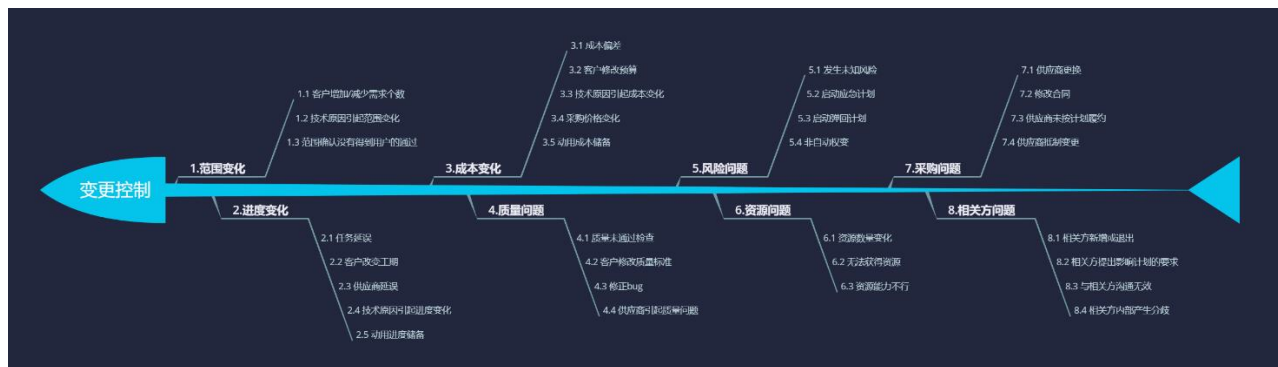 变更控制
1.范围变化
1.1 客户增加/减少需求个数
1.2 技术原因引起范围变化
1.3 范围确认没有得到用户的通过
2.进度变化
2.1 任务延误
2.2 客户改变工期
2.3 供应商延误
2.4 技术原因引起进度变化
2.5 动用进度储备
3.成本变化
3.1 成本偏差
3.2 客户修改预算
3.3 技术原因引起成本变化
3.4 采购价格变化
3.5 动用成本储备
4.质量问题
4.1 质量未通过检查
4.2 客户修改质量标准
4.3 修正bug
4.4 供应商引起质量问题
5.风险问题
5.1 发生未知风险
5.2 启动应急计划
5.3 启动弹回计划
5.4 非自动权变
6.资源问题
6.1 资源数量变化
6.2 无法获得资源
6.3 资源能力不行
7.采购问题
7.1 供应商更换
7.2 修改合同
7.3 供应商未按计划履约
7.4 供应商抵制变更
8.相关方问题
8.1 相关方新增或退出
8.2 相关方提出影响计划的要求
8.3 与相关方沟通无效
8.4 相关方内部产生分歧